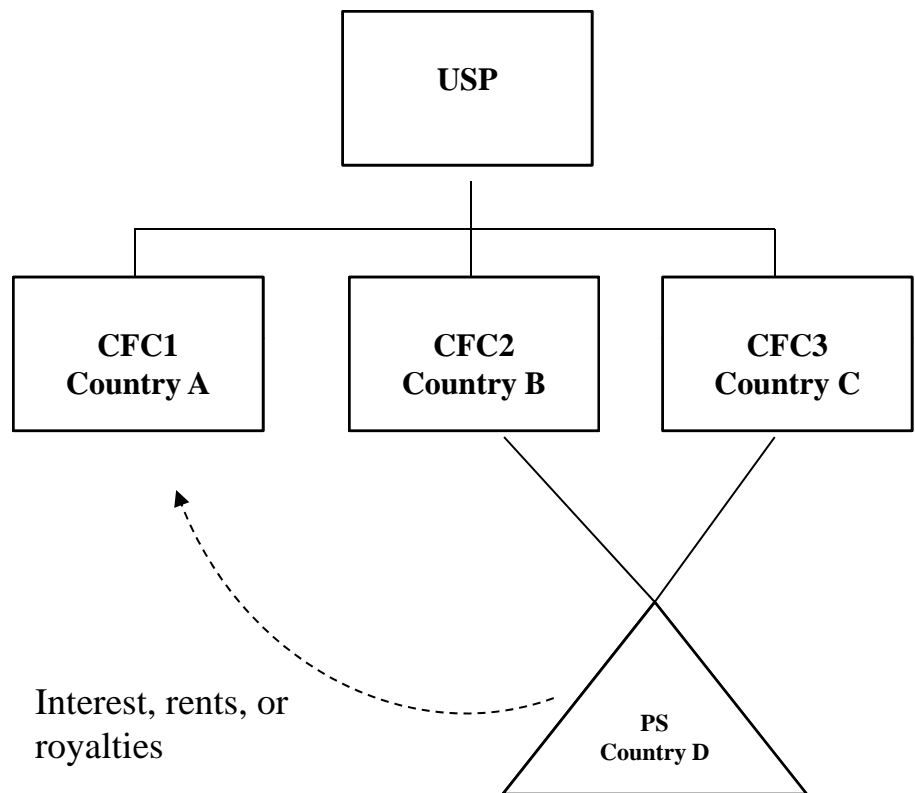 USP
CFC1
Country A
CFC2
Country B
CFC3
Country C
Interest, rents, or
royalties
PS
Country D